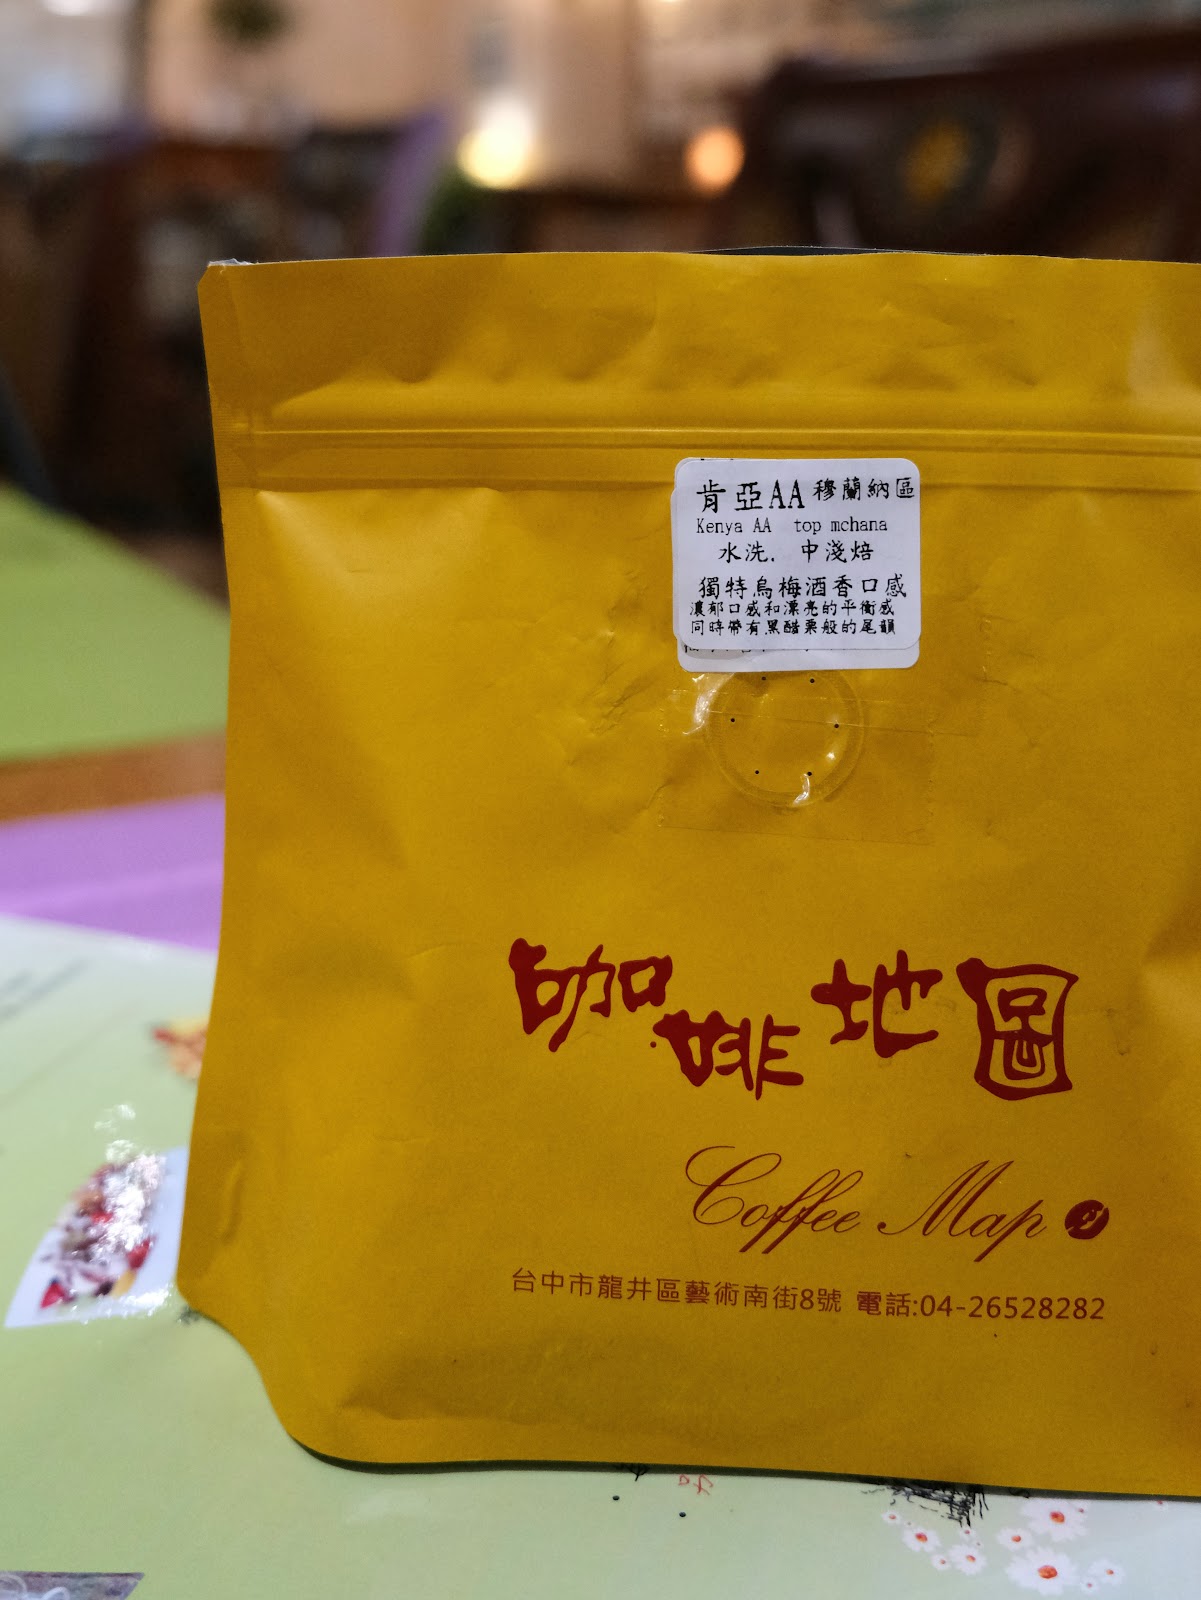 肯亞AA 穆蘭納區
Kenya AA top mchana
水洗. 中淺焙
獨特烏梅酒香口感
濃郁口感和漂亮的平衡感
同時帶有黑醋栗般的尾韻
咖啡地圖
Coffee Map
台中市龍井區藝術南街8號 電話:04-26528282